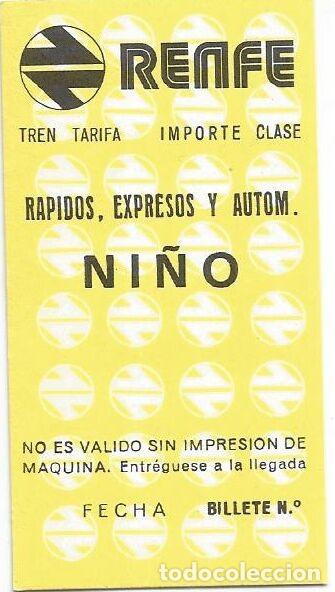 RENFE
TREN TARIFA IMPORTE CLASE
RAPIDOS, EXPRESOS Y AUTOM.
NIÑO
NO ES VALIDO SIN IMPRESION DE
MAQUINA. Entréguese a la llegada
FECHA BILLETE N.º
todocoleccion